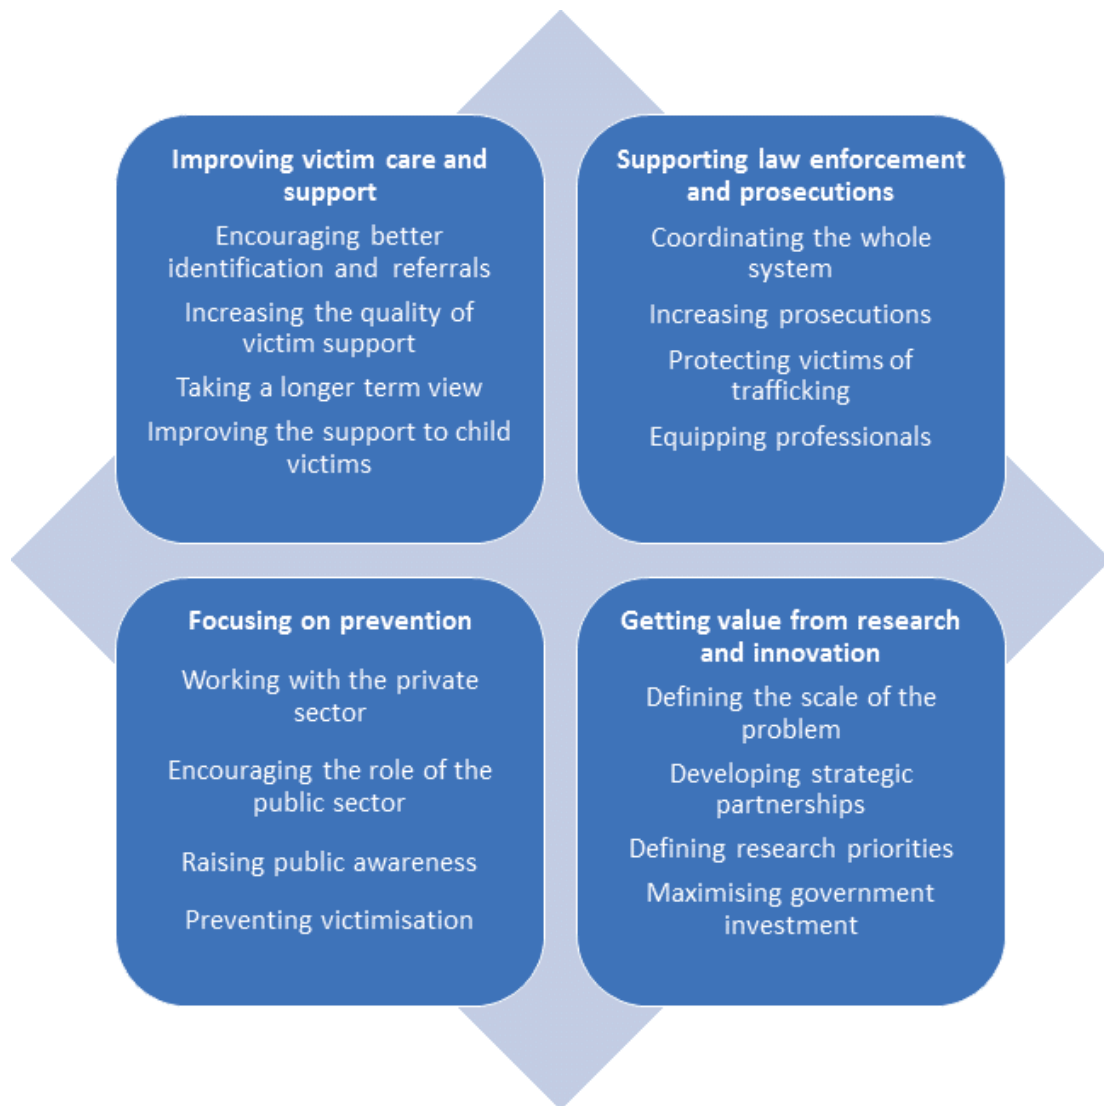 Improving victim care and
support
Encouraging better
identification and referrals
Increasing the quality of
victim support
Taking a longer term view
Improving the support to child
victims
Supporting law enforcement
and prosecutions
Coordinating the whole
system
Increasing prosecutions
Protecting victims of
trafficking
Equipping professionals
Focusing on prevention
Working with the private
sector
Encouraging the role of the
public sector
Raising public awareness
Preventing victimisation
Getting value from research
and innovation
Defining the scale of the
problem
Developing strategic
partnerships
Defining research priorities
Maximising government
investment